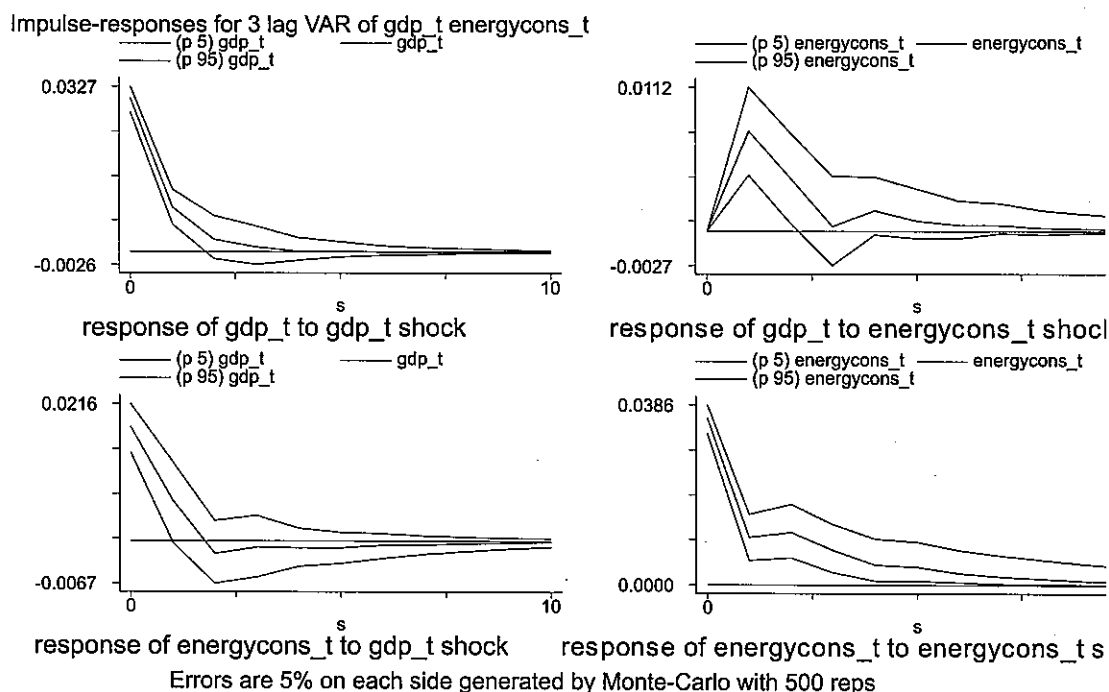 Impulse-responses for 3 lag VAR of gdp_t energycons_t
(p 5) gdp_t gdp_t
(p 95) gdp_t
0.0327
-0.0026
0 s 10
response of gdp_t to gdp_t shock
(p 5) energycons_t energycons_t
(p 95) energycons_t
0.0112
-0.0027
0 s
response of gdp_t to energycons_t shocl
(p 5) gdp_t gdp_t
(p 95) gdp_t
0.0216
-0.0067
0 s 10
response of energycons_t to gdp_t shock
(p 5) energycons_t energycons_t
(p 95) energycons_t
0.0386
0.0000
0 s
response of energycons_t to energycons_t s
Errors are 5% on each side generated by Monte-Carlo with 500 reps